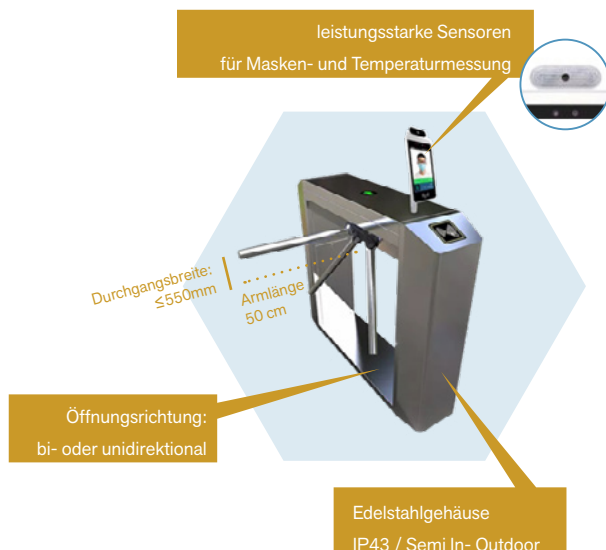 leistungsstarke Sensoren
für Masken- und Temperaturmessung
Durchgangsbreite:
≤550mm
Armlänge
50 cm
Öffnungsrichtung:
bi- oder unidirektional
Edelstahlgehäuse
IP43 / Semi In- Outdoor